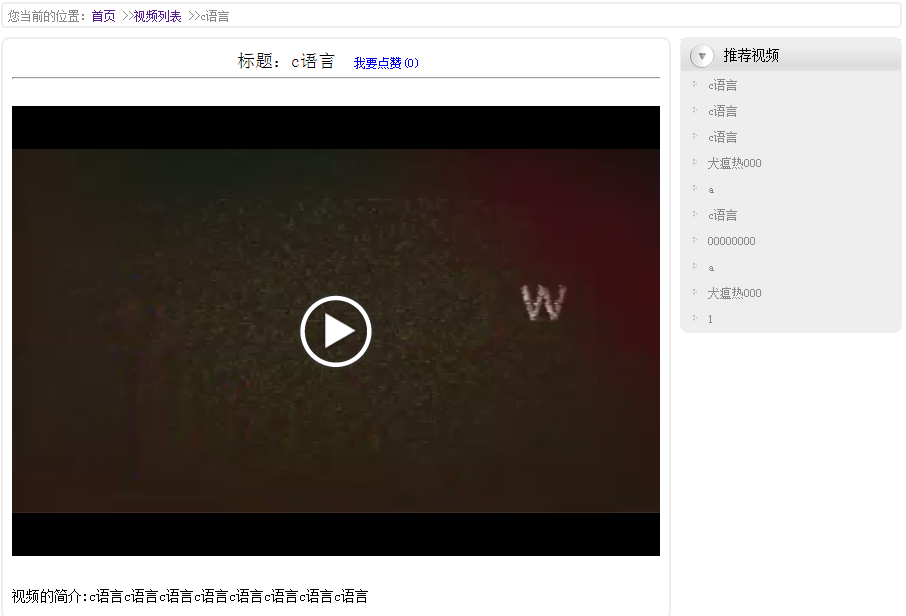 您当前的位置：首页 >>视频列表 >>c语言
标题：c语言 我要点赞(0)
W
视频的简介:c语言c语言c语言c语言c语言c语言c语言c语言
推荐视频
c语言
c语言
c语言
犬瘟热000
a
c语言
00000000
a
犬瘟热000
1